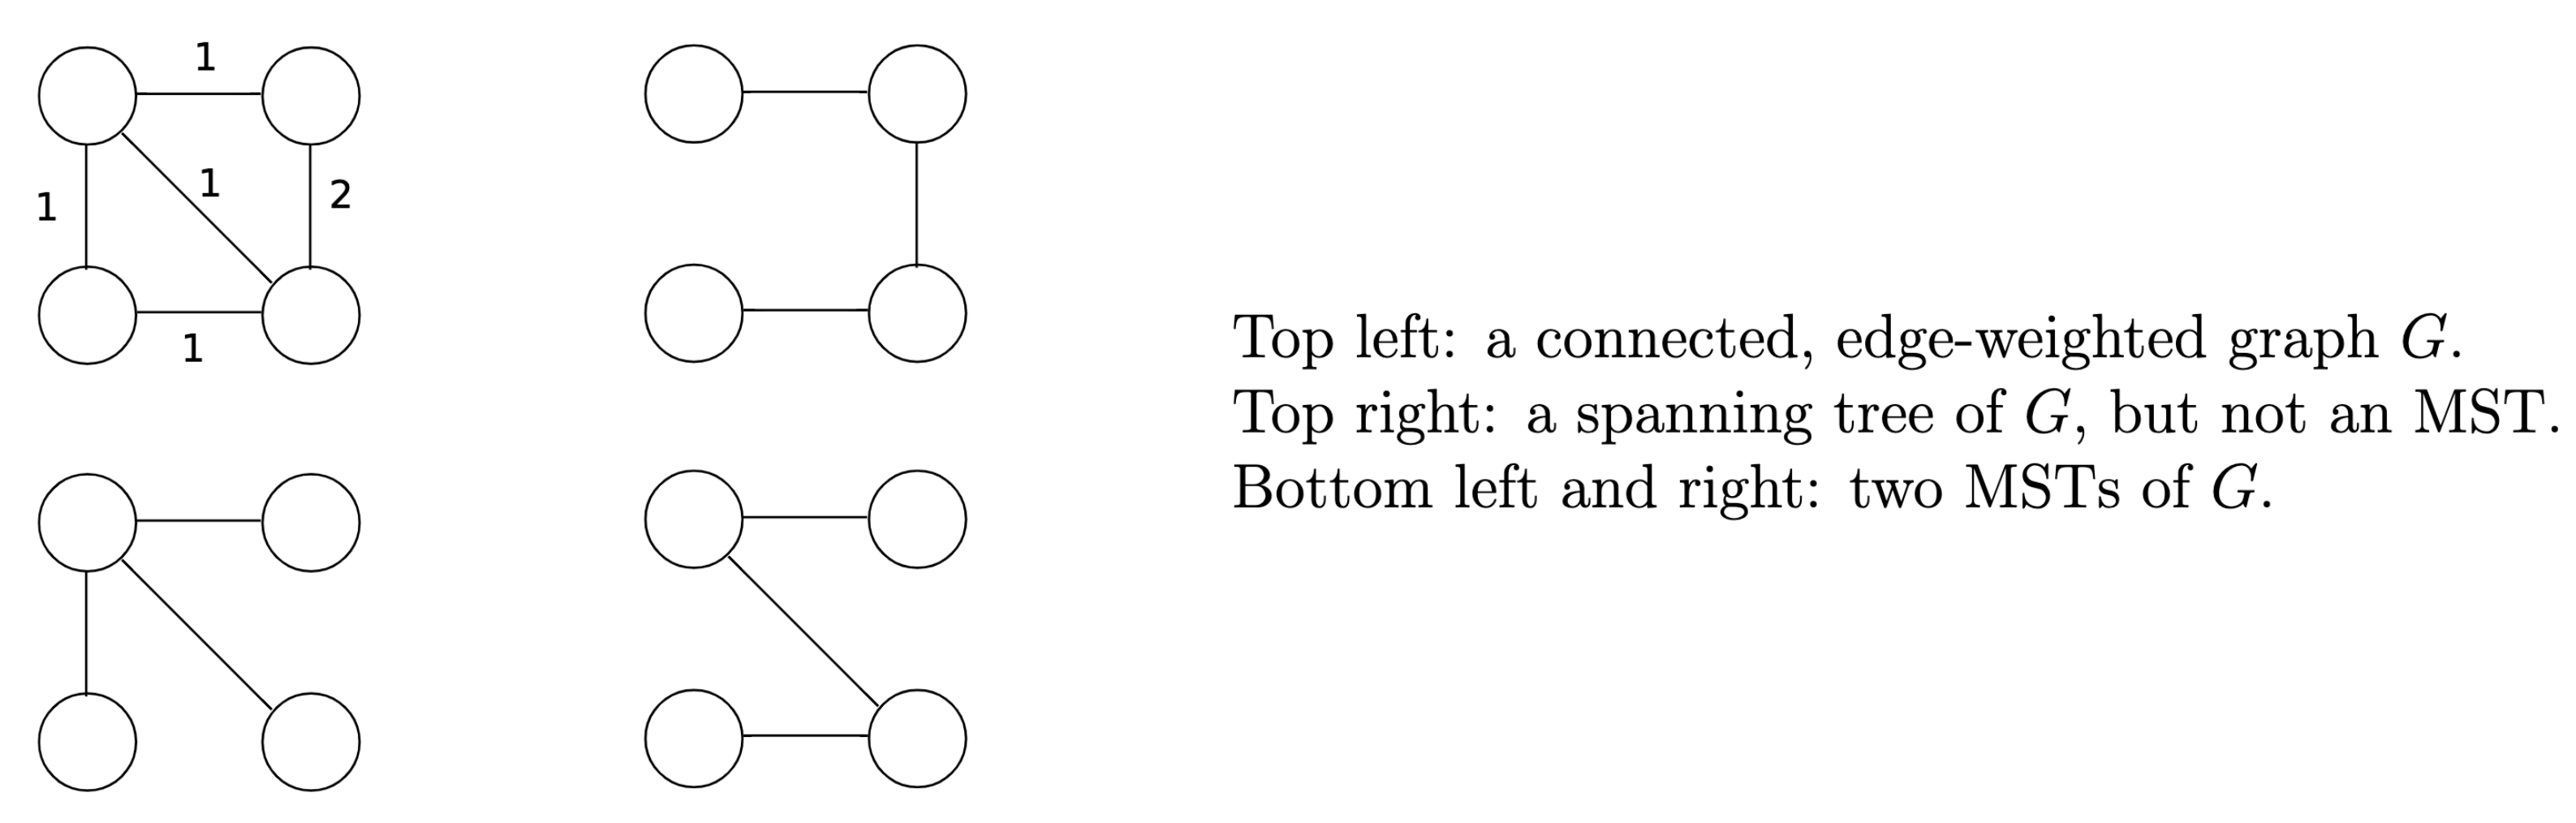 1
1
2
1
1
Top left: a connected, edge-weighted graph G.
Top right: a spanning tree of G, but not an MST.
Bottom left and right: two MSTs of G.